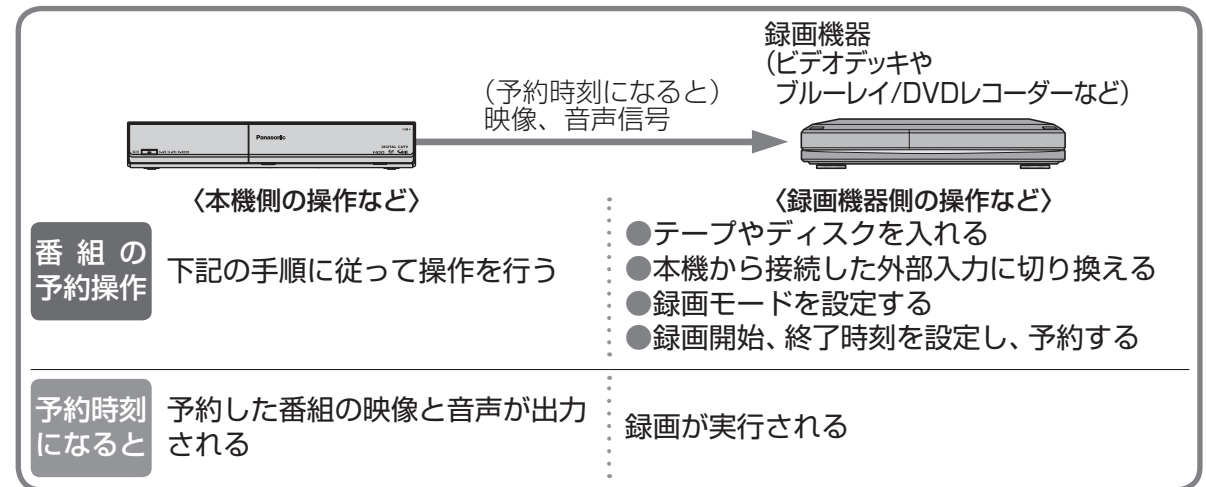 録画機器
(ビデオデッキや
ブルーレイ/DVDレコーダーなど)
(予約時刻になると)
映像、音声信号
Panasonic
DIGITAL CATV
HDD
〈本機側の操作など〉
〈録画機器側の操作など〉
番組の
予約操作
下記の手順に従って操作を行う
●テープやディスクを入れる
●本機から接続した外部入力に切り換える
●録画モードを設定する
●録画開始、終了時刻を設定し、予約する
予約時刻
になると
予約した番組の映像と音声が出力
される
録画が実行される